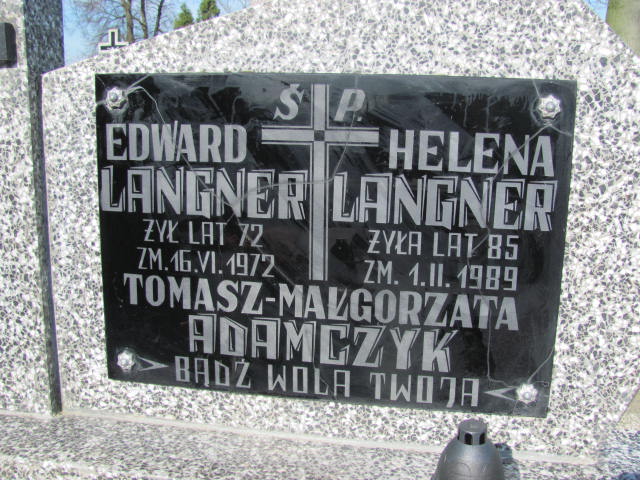 Ś P.
EDWARD
LANGNER
ŻYŁ LAT 72
ZM. 16.VI.1972
HELENA
LANGNER
ŻYŁA LAT 85
ZM. 1.II.1989
TOMASZ-MAŁGORZATA
ADAMCZYK
BĄDŹ WOLA TWOJA